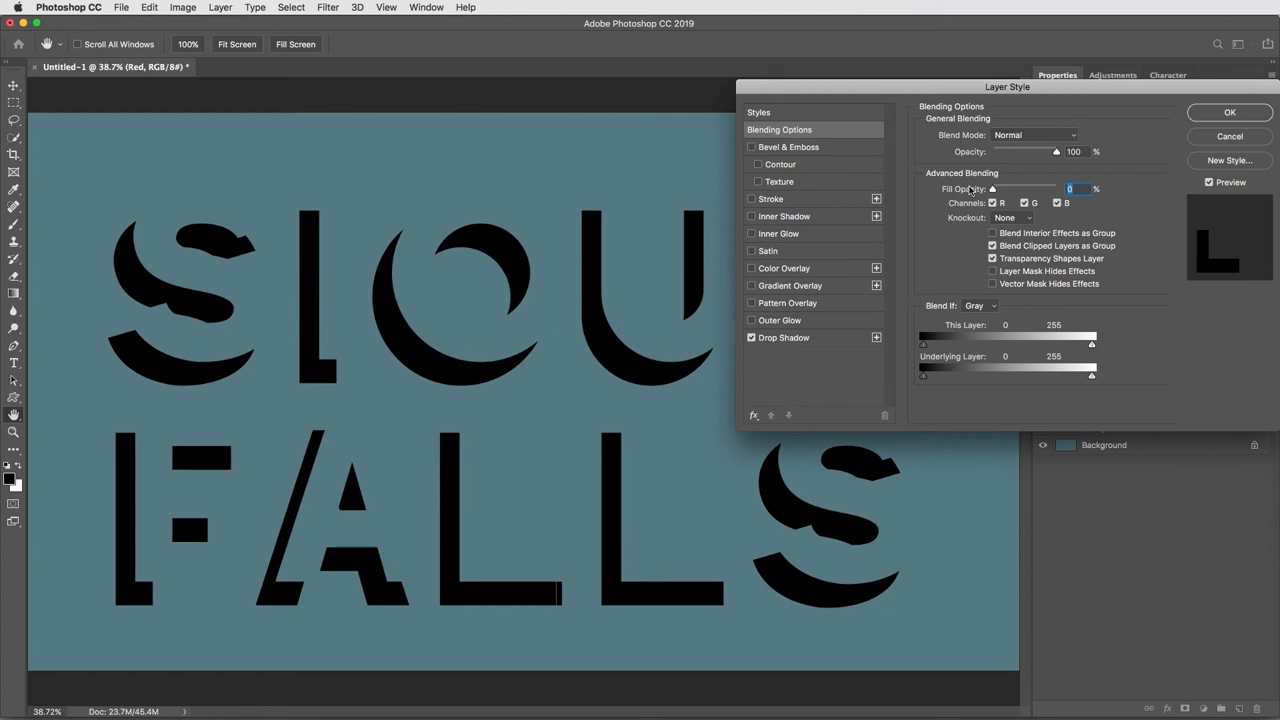 Photoshop CC File Edit Image Layer Type Select Filter 3D View Window Help
Adobe Photoshop CC 2019
Scroll All Windows 100% Fit Screen Fill Screen
Untitled-1 @ 38.7% (Red, RGB/8#) *
Properties Adjustments Character
Layer Style
Styles
Blending Options
Bevel & Emboss
Contour
Texture
Stroke
Inner Shadow
Inner Glow
Satin
Color Overlay
Gradient Overlay
Pattern Overlay
Outer Glow
Drop Shadow
fx
Blending Options
General Blending
Blend Mode: Normal
Opacity: 100 %
Advanced Blending
Fill Opacity: 0 %
Channels: R G B
Knockout: None
Blend Interior Effects as Group
Blend Clipped Layers as Group
Transparency Shapes Layer
Layer Mask Hides Effects
Vector Mask Hides Effects
Blend If: Gray
This Layer: 0 255
Underlying Layer: 0 255
OK
Cancel
New Style...
Preview
L
SIOU
FALLS
Background
38.72% Doc: 23.7M/45.4M
fx